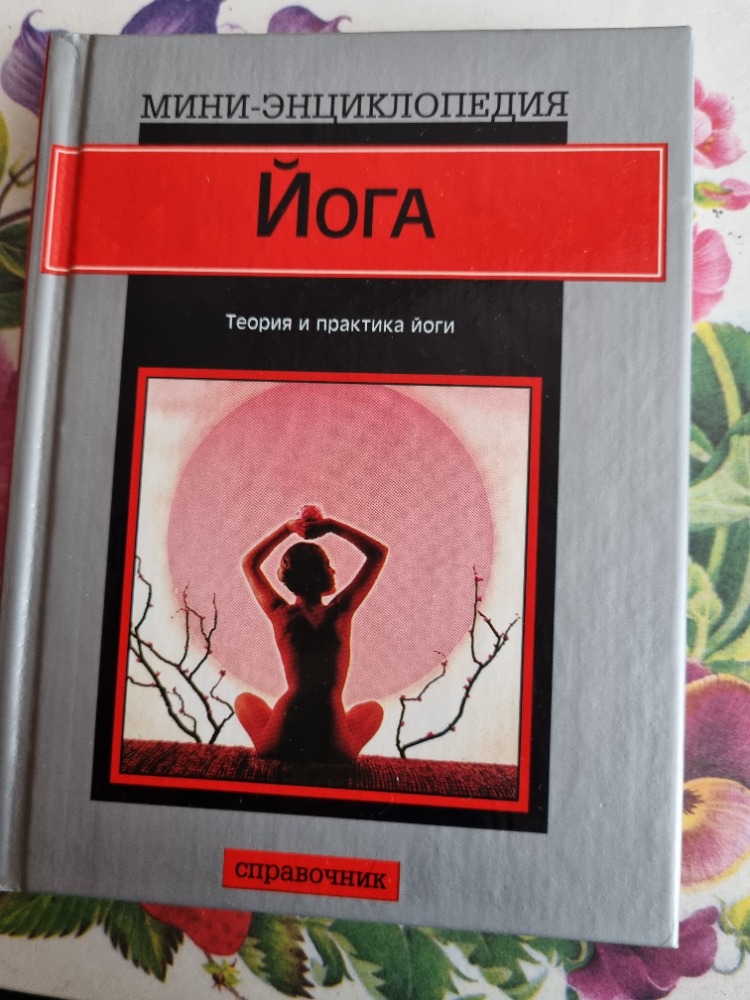 МИНИ-ЭНЦИКЛОПЕДИЯ
ЙОГА
Теория и практика йоги
справочник